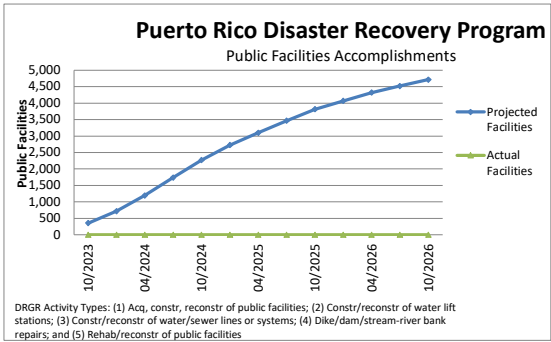 Puerto Rico Disaster Recovery Program
Public Facilities Accomplishments
Public Facilities
5,000
4,500
4,000
3,500
3,000
2,500
2,000
1,500
1,000
500
0
10/2023
04/2024
10/2024
04/2025
10/2025
04/2026
10/2026
Projected
Facilities
Actual
Facilities
DRGR Activity Types: (1) Acq, constr, reconstr of public facilities; (2) Constr/reconst of water lift
stations; (3) Constr/reconst of water/sewer lines or systems; (4) Dike/dam/stream-river bank
repairs; and (5) Rehab/reconst of public facilities